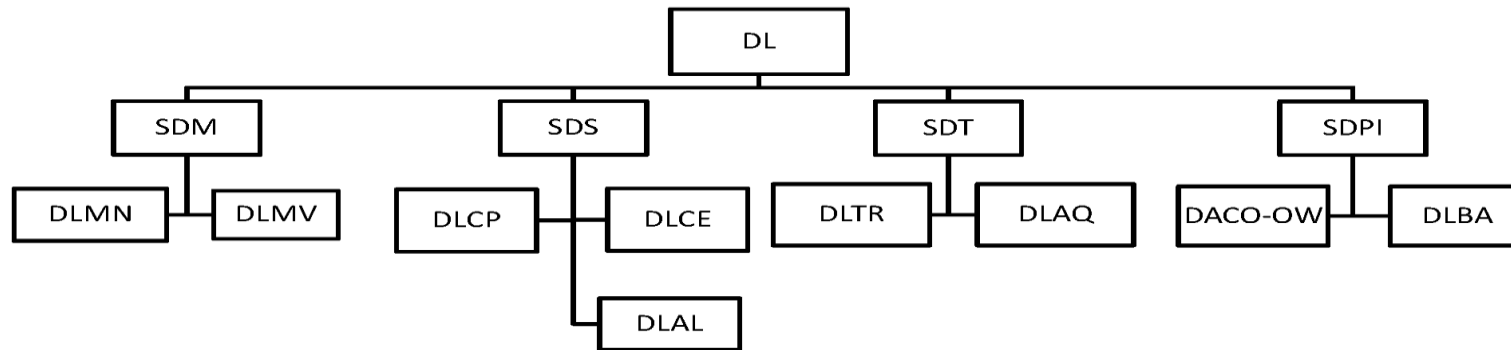 DL
SDM
SDS
SDT
SDPI
DLMN
DLMV
DLCP
DLCE
DLTR
DLAQ
DACO-OW
DLBA
DLAL